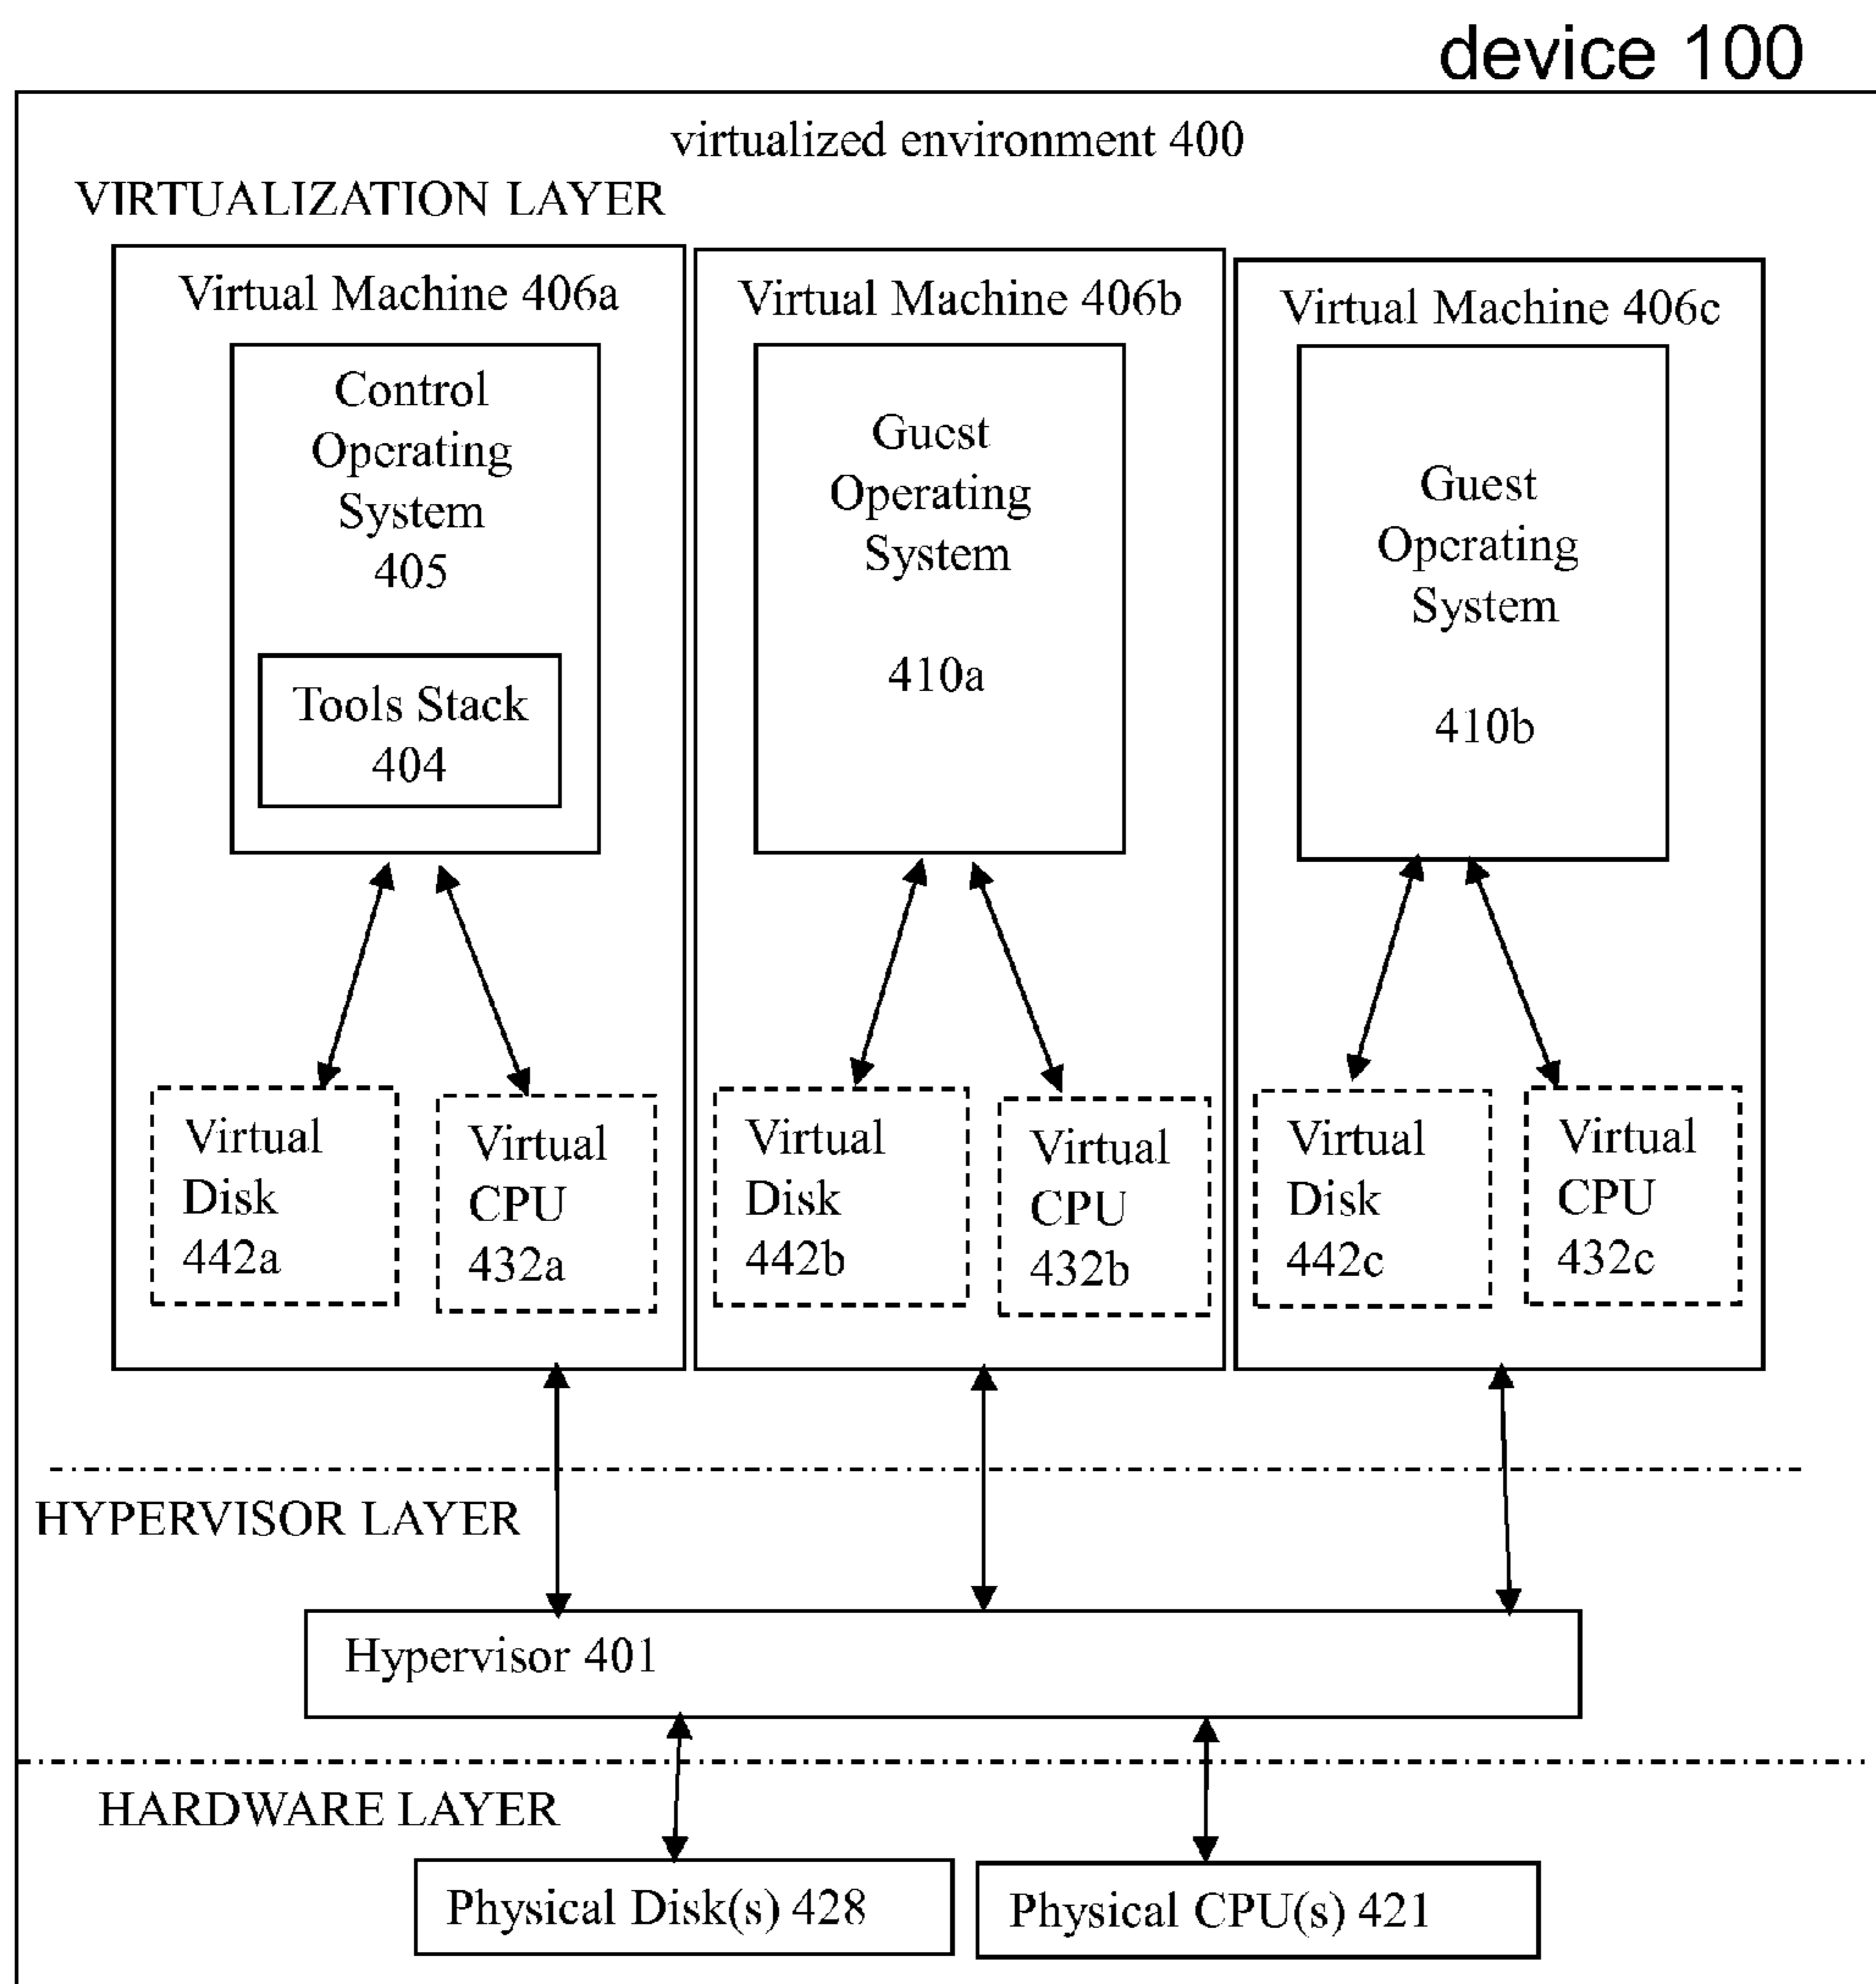 device 100
virtualized environment 400
VIRTUALIZATION LAYER
Virtual Machine 406a
Control
Operating
System
405
Tools Stack
404
Virtual
Disk
442a
Virtual
CPU
432a
Virtual Machine 406b
Guest
Operating
System
410a
Virtual
Disk
442b
Virtual
CPU
432b
Virtual Machine 406c
Guest
Operating
System
410b
Virtual
Disk
442c
Virtual
CPU
432c
HYPERVISOR LAYER
Hypervisor 401
HARDWARE LAYER
Physical Disk(s) 428
Physical CPU(s) 421